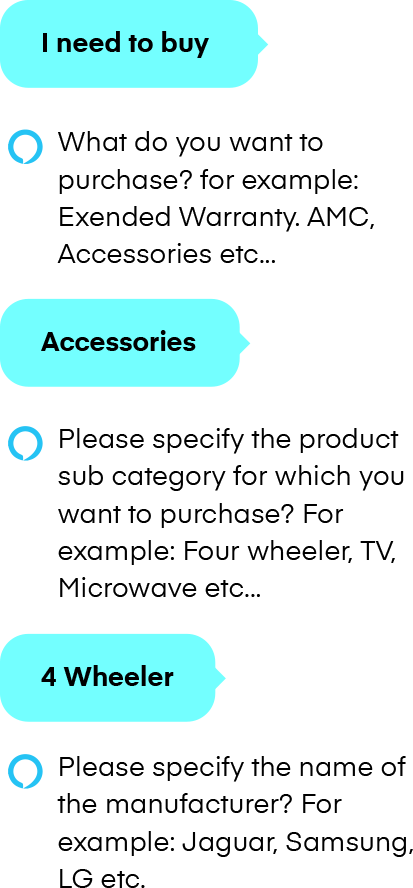 I need to buy
What do you want to
purchase? for example:
Exended Warranty. AMC,
Accessories etc...
Accessories
Please specify the product
sub category for which you
want to purchase? For
example: Four wheeler, TV,
Microwave etc...
4 Wheeler
Please specify the name of
the manufacturer? For
example: Jaguar, Samsung,
LG etc.